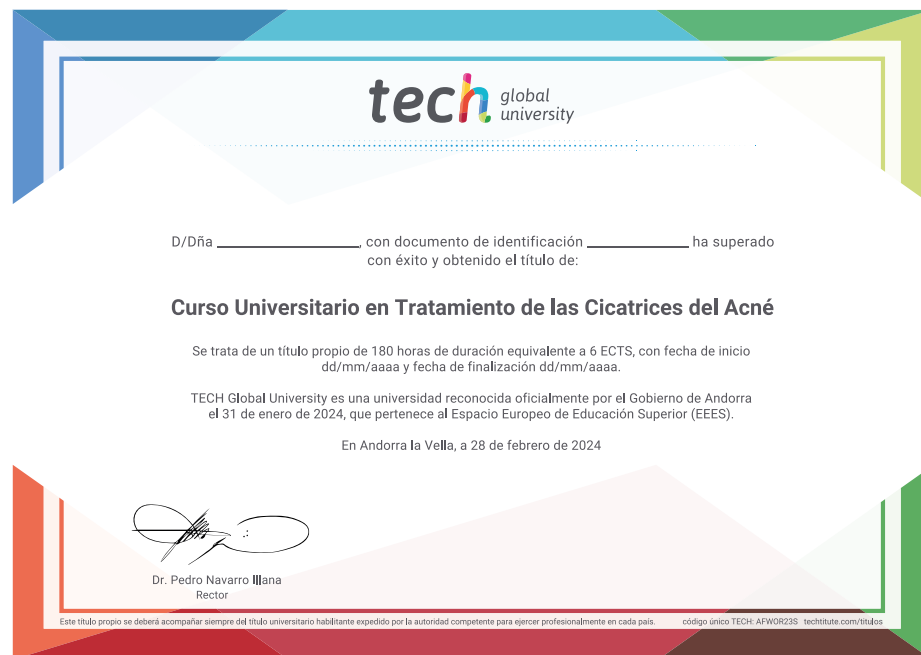 tech global university
D/Dña ________________, con documento de identificación ____________ ha superado
con éxito y obtenido el título de:
Curso Universitario en Tratamiento de las Cicatrices del Acné
Se trata de un título propio de 180 horas de duración equivalente a 6 ECTS, con fecha de inicio
dd/mm/aaaa y fecha de finalización dd/mm/aaaa.
TECH Global University es una universidad reconocida oficialmente por el Gobierno de Andorra
el 31 de enero de 2024, que pertenece al Espacio Europeo de Educación Superior (EEES).
En Andorra la Vella, a 28 de febrero de 2024
Dr. Pedro Navarro Illana
Rector
Este título propio se deberá acompañar siempre del título universitario habilitante expedido por la autoridad competente para ejercer profesionalmente en cada país. código único TECH: AFWOR23S techtitute.com/titulos